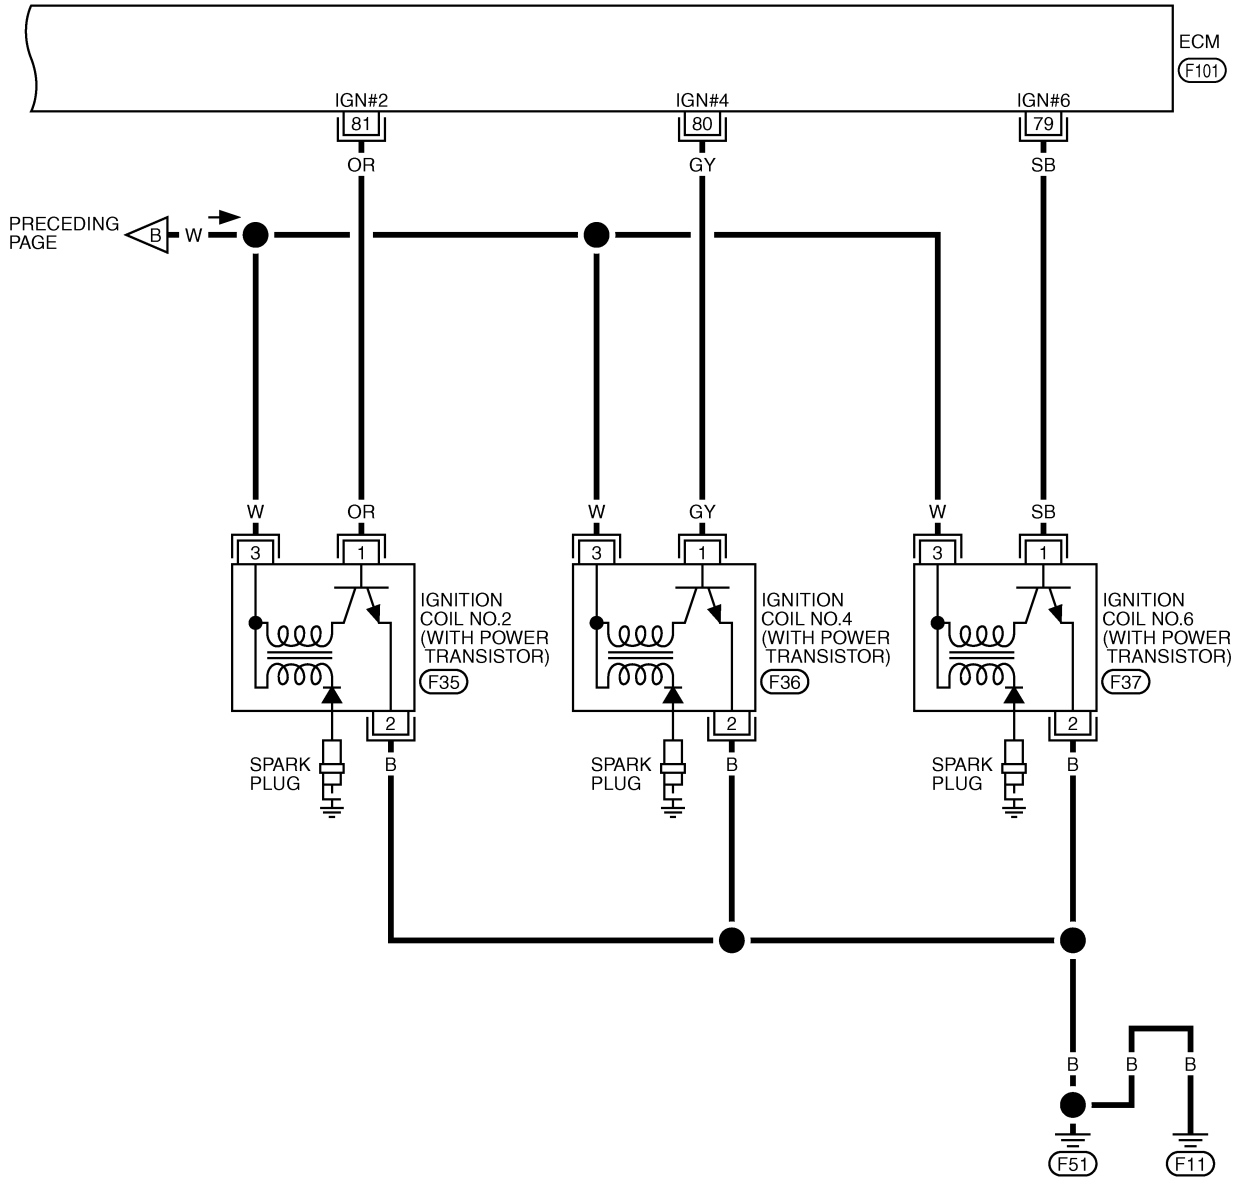 ECM
F101
IGN#2
IGN#4
IGN#6
81
80
79
OR
GY
SB
PRECEDING
PAGE
B
W
W
OR
W
GY
W
SB
3
1
3
1
3
1
IGNITION
COIL NO.2
(WITH POWER
TRANSISTOR)
F35
IGNITION
COIL NO.4
(WITH POWER
TRANSISTOR)
F36
IGNITION
COIL NO.6
(WITH POWER
TRANSISTOR)
F37
2
2
2
SPARK
PLUG
B
SPARK
PLUG
B
SPARK
PLUG
B
B
B
B
F51
F11